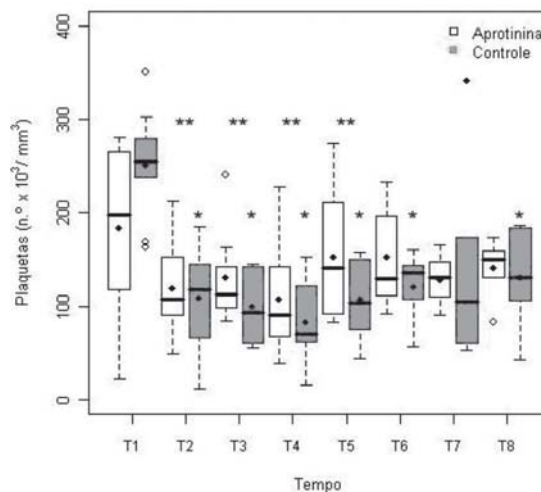 Plaquetas (n.º x 10³/ mm³)
400
300
200
100
0
Aprotinina
Controle
** ** ** **
* * * * * *
T1 T2 T3 T4 T5 T6 T7 T8
Tempo